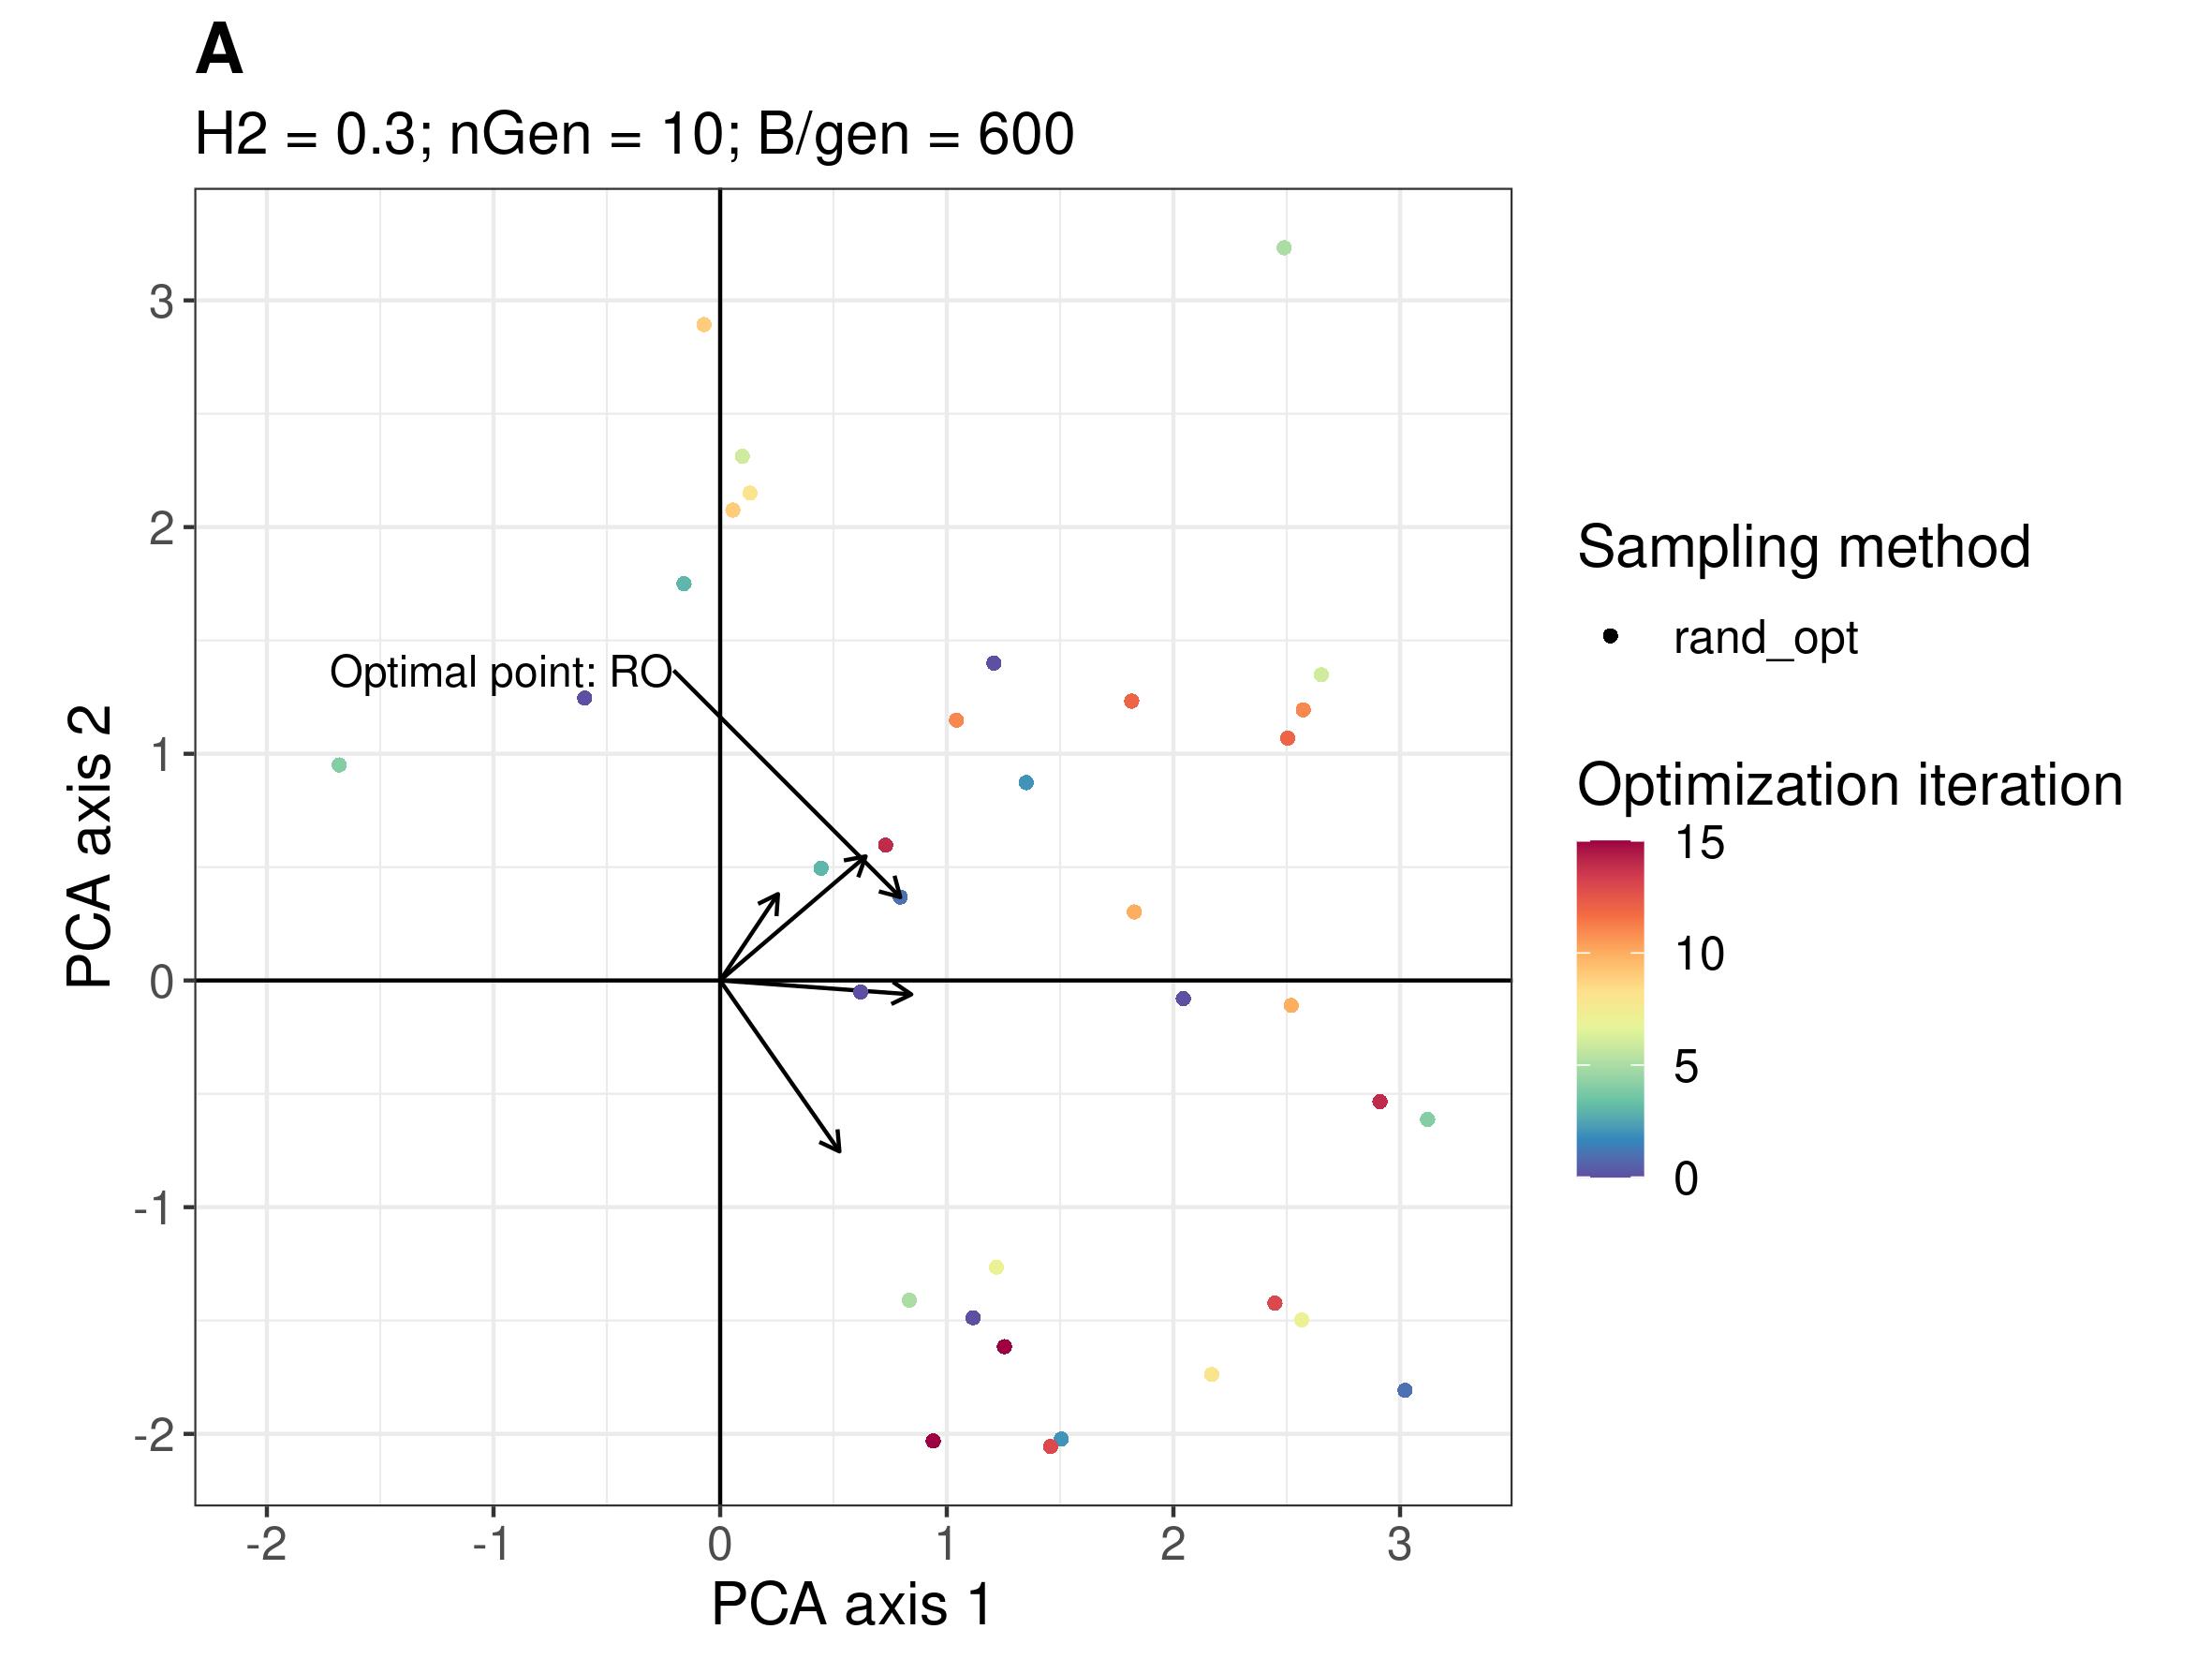 A
H2 = 0.3; nGen = 10; B/gen = 600
3
2
1
0
-1
-2
PCA axis 2
Optimal point: RO
-2
-1
0
1
2
3
PCA axis 1
Sampling method
rand_opt
Optimization iteration
15
10
5
0